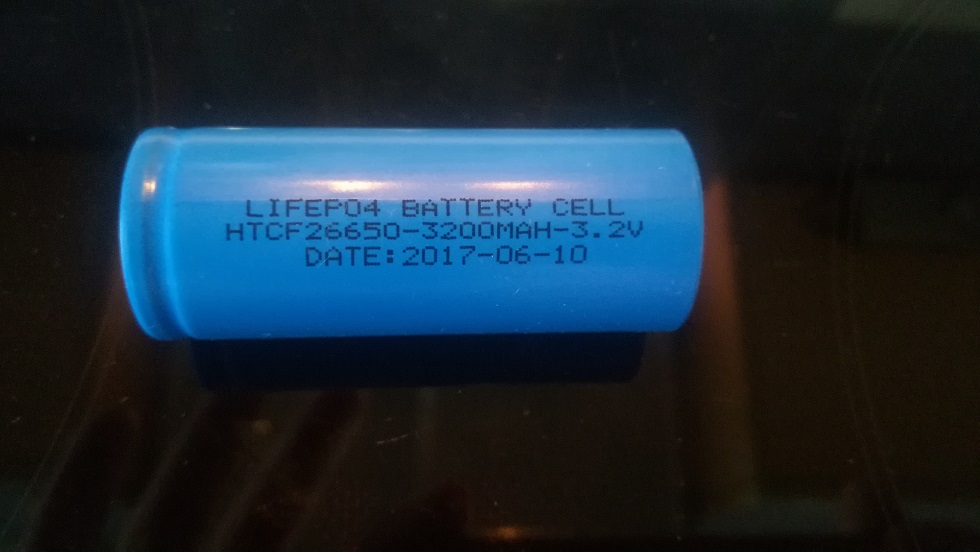 LIFEPO4 BATTERY CELL
HTCF26650-3200MAH-3.2V
DATE:2017-06-10